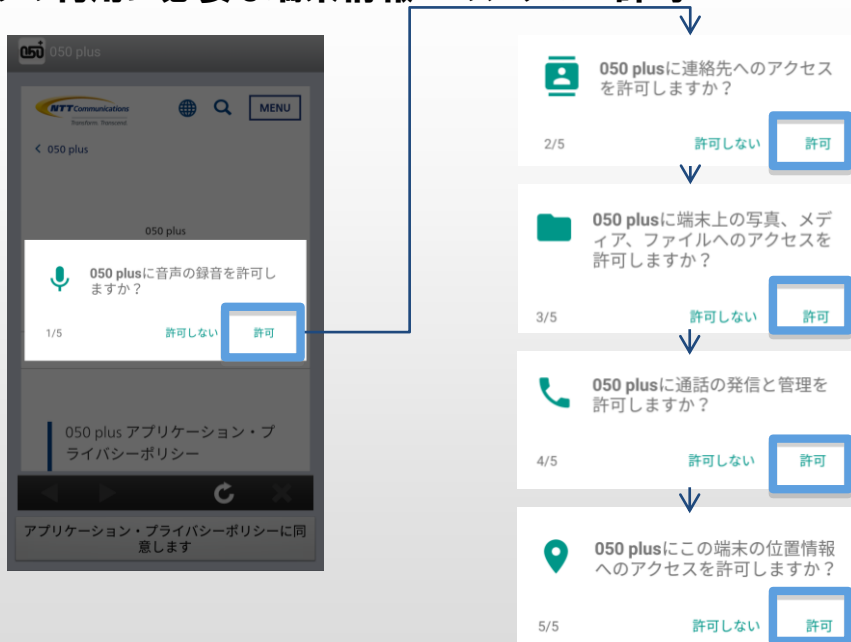 050 plus
NTT Communications
Transform. Transcend.
MENU
< 050 plus
050 plus
050 plusに音声の録音を許可し
ますか？
1/5
許可しない
許可
050 plus アプリケーション・プ
ライバシーポリシー
アプリケーション・プライバシーポリシーに同
意します
050 plusに連絡先へのアクセス
を許可しますか？
2/5
許可しない
許可
050 plusに端末上の写真、メデ
ィア、ファイルへのアクセスを
許可しますか？
3/5
許可しない
許可
050 plusに通話の発信と管理を
許可しますか？
4/5
許可しない
許可
050 plusにこの端末の位置情報
へのアクセスを許可しますか？
5/5
許可しない
許可